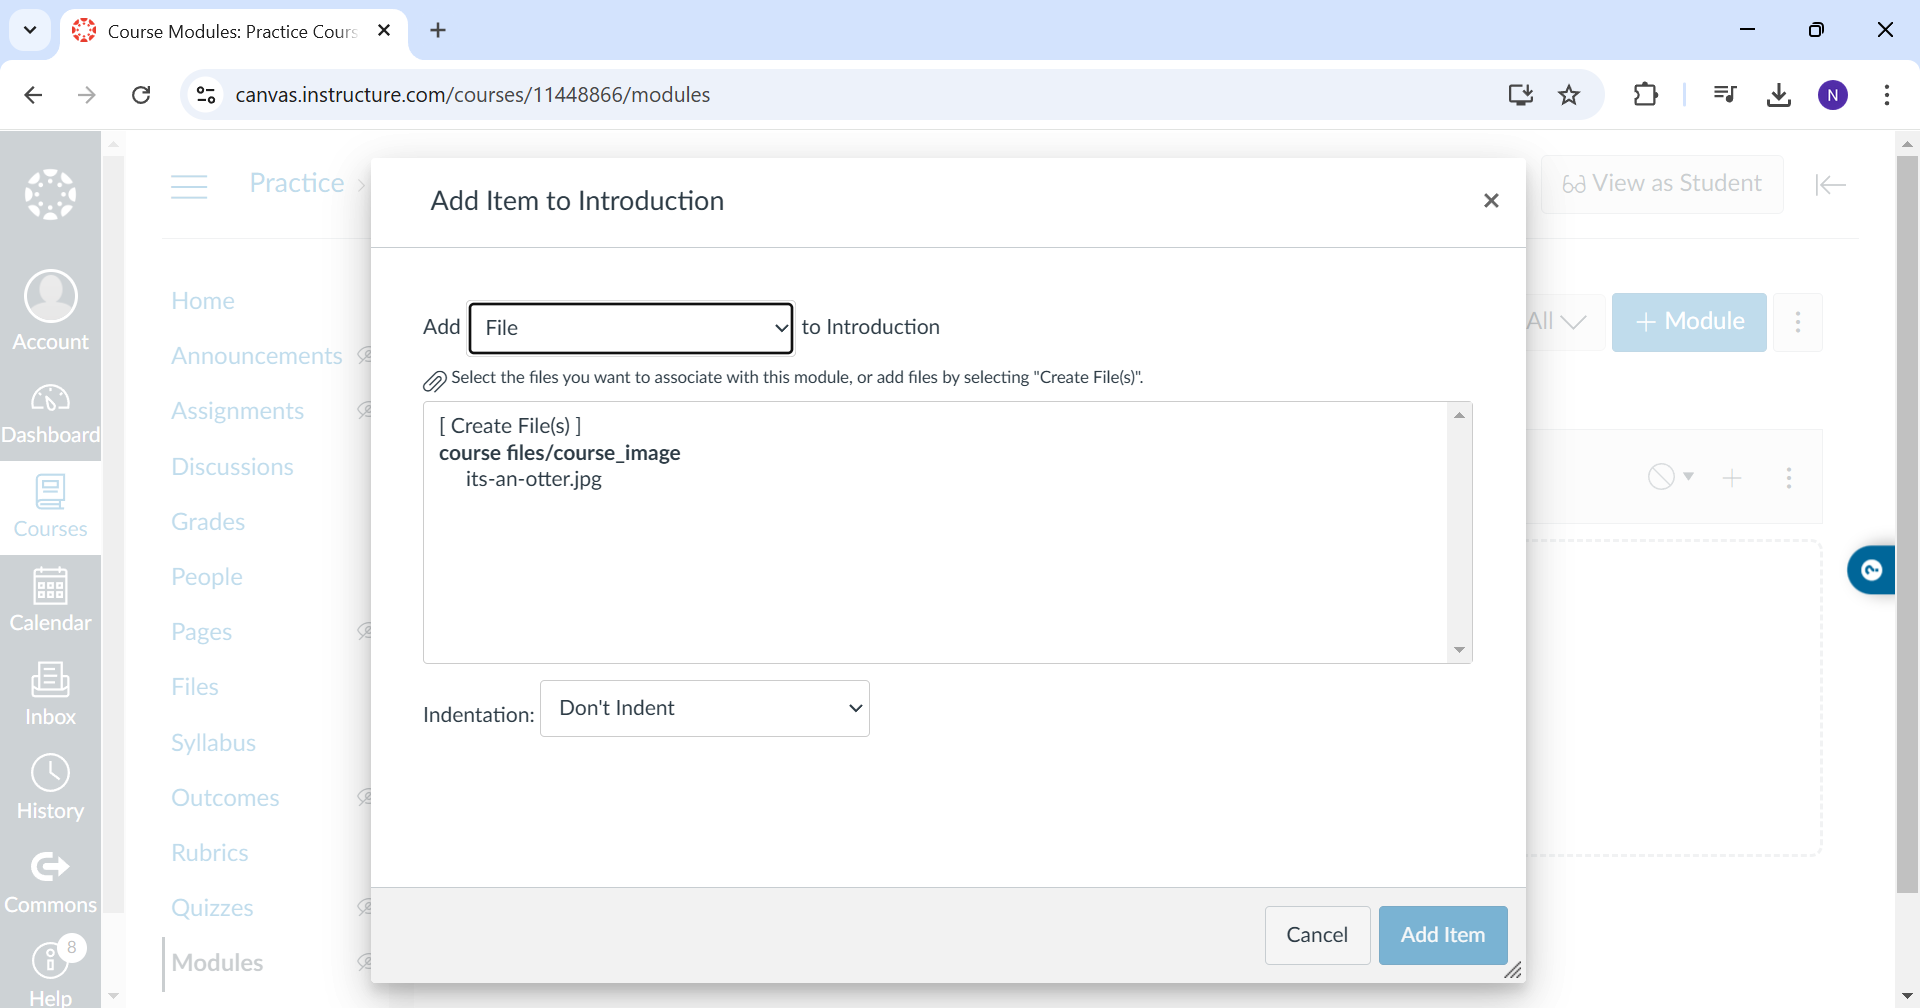 Course Modules: Practice Cours
canvas.instructure.com/courses/11448866/modules
N
Account
Dashboard
Courses
Calendar
Inbox
History
Commons
8
Help
Practice
View as Student
Home
Announcements
Assignments
Discussions
Grades
People
Pages
Files
Syllabus
Outcomes
Rubrics
Quizzes
Modules
All
+ Module
Add Item to Introduction
Add File to Introduction
Select the files you want to associate with this module, or add files by selecting "Create File(s)".
[ Create File(s) ]
course files/course_image
its-an-otter.jpg
Indentation: Don't Indent
Cancel
Add Item